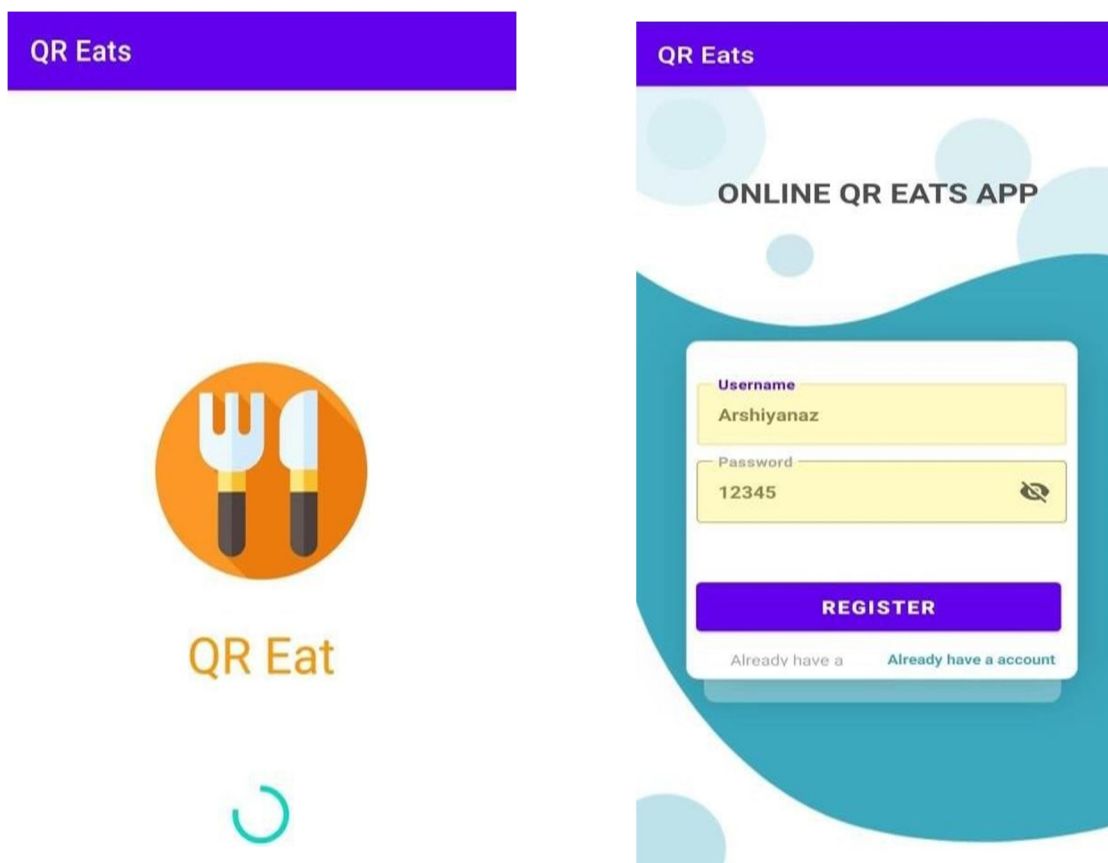 QR Eats
QR Eat
QR Eats
ONLINE QR EATS APP
Username
Arshiyanaz
Password
12345
REGISTER
Already have a Already have a account